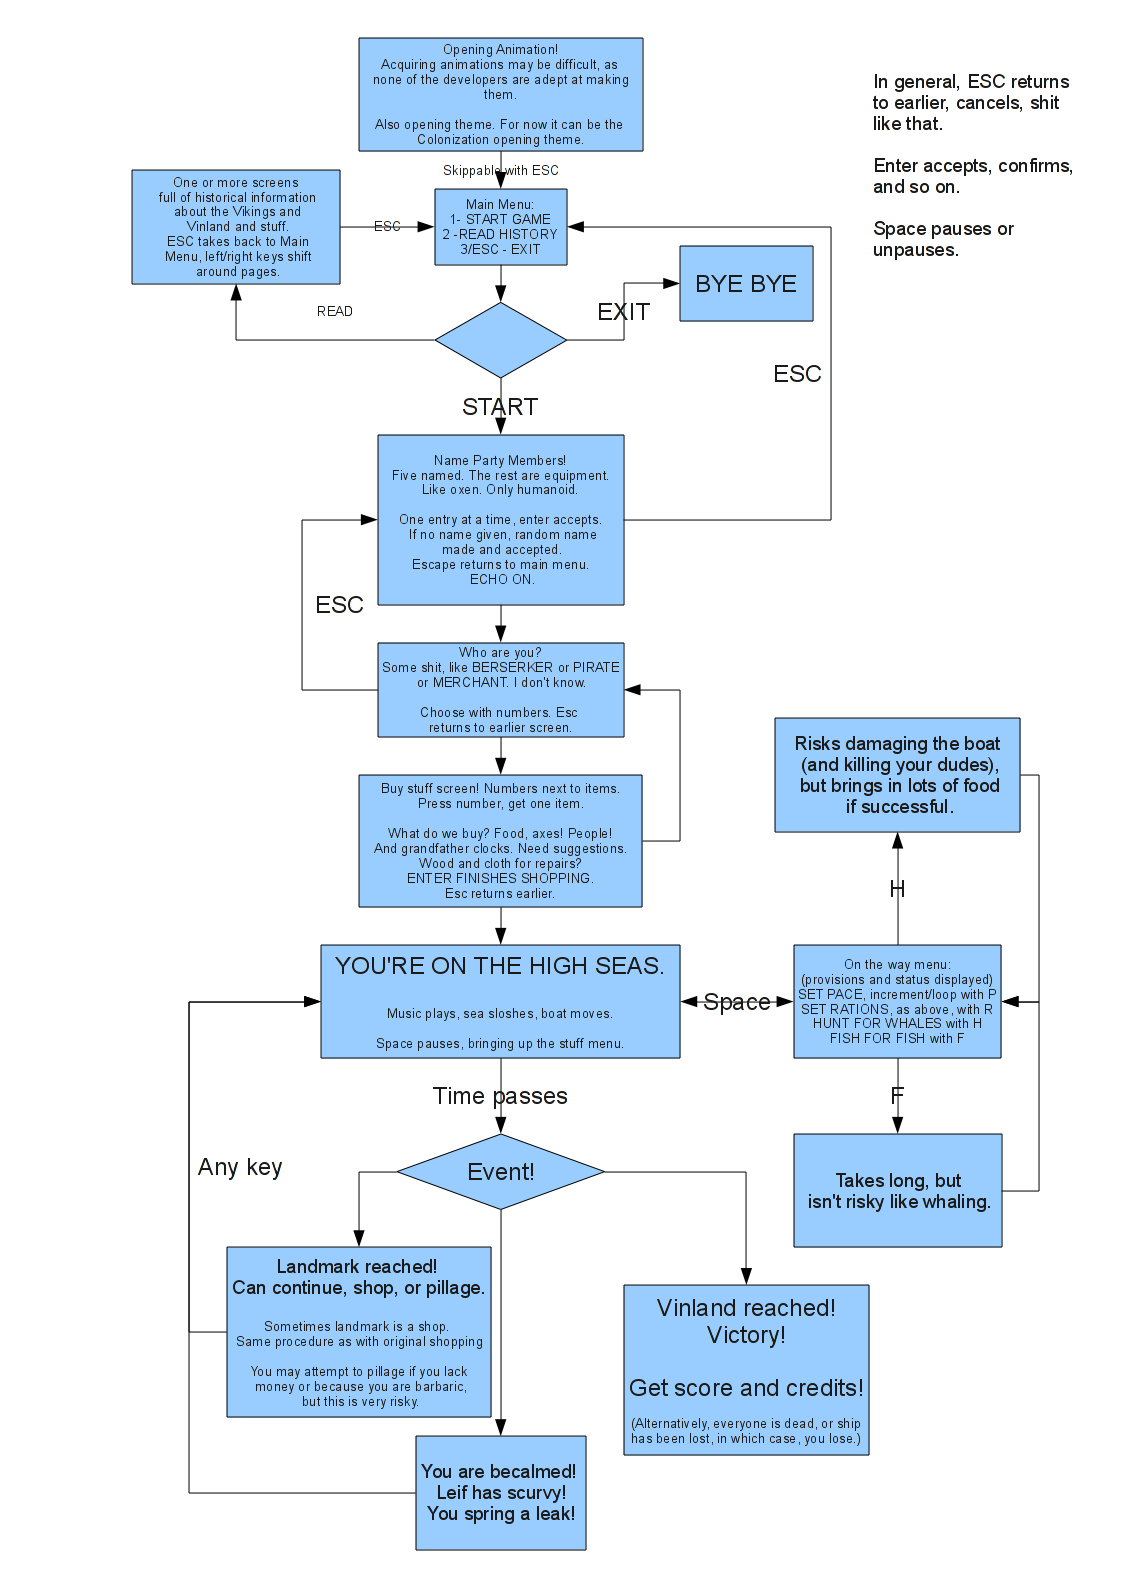 Opening Animation!
Acquiring animations may be difficult, as
none of the developers are adept at making
them.
Also opening theme. For now it can be the
Colonization opening theme.
In general, ESC returns
to earlier, cancels, shit
like that.
Enter accepts, confirms,
and so on.
Space pauses or
unpauses.
Skippable with ESC
One or more screens
full of historical information
about the Vikings and
Vinland and stuff.
ESC takes back to Main
Menu, left/right keys shift
around pages.
ESC
Main Menu:
1- START GAME
2 -READ HISTORY
3/ESC - EXIT
BYE BYE
READ
EXIT
ESC
START
Name Party Members!
Five named. The rest are equipment.
Like oxen. Only humanoid.
One entry at a time, enter accepts.
If no name given, random name
made and accepted.
Escape returns to main menu.
ECHO ON.
ESC
Who are you?
Some shit, like BERSERKER or PIRATE
or MERCHANT. I don't know.
Choose with numbers. Esc
returns to earlier screen.
Buy stuff screen! Numbers next to items.
Press number, get one item.
What do we buy? Food, axes! People!
And grandfather clocks. Need suggestions.
Wood and cloth for repairs?
ENTER FINISHES SHOPPING.
Esc returns earlier.
Risks damaging the boat
(and killing your dudes),
but brings in lots of food
if successful.
H
YOU'RE ON THE HIGH SEAS.
Music plays, sea sloshes, boat moves.
Space pauses, bringing up the stuff menu.
Space
On the way menu:
(provisions and status displayed)
SET PACE, increment/loop with P
SET RATIONS, as above, with R
HUNT FOR WHALES with H
FISH FOR FISH with F
Time passes
F
Any key
Event!
Takes long, but
isn't risky like whaling.
Landmark reached!
Can continue, shop, or pillage.
Sometimes landmark is a shop.
Same procedure as with original shopping
You may attempt to pillage if you lack
money or because you are barbaric,
but this is very risky.
Vinland reached!
Victory!
Get score and credits!
(Alternatively, everyone is dead, or ship
has been lost, in which case, you lose.)
You are becalmed!
Leif has scurvy!
You spring a leak!